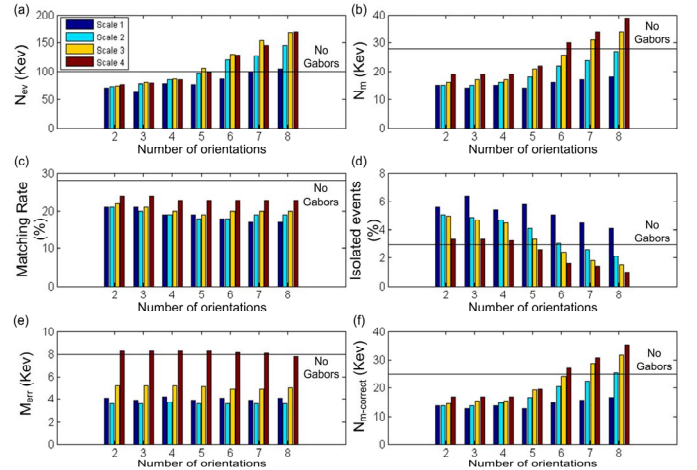 (a)
N_ev (Kev)
200
150
100
50
0
Scale 1
Scale 2
Scale 3
Scale 4
No
Gabors
2 3 4 5 6 7 8
Number of orientations
(b)
N_m (Kev)
40
30
20
10
0
No
Gabors
2 3 4 5 6 7 8
Number of orientations
(c)
Matching Rate
(%)
30
20
10
0
No
Gabors
2 3 4 5 6 7 8
Number of orientations
(d)
Isolated events
(%)
8
6
4
2
0
No
Gabors
2 3 4 5 6 7 8
Number of orientations
(e)
M_err (Kev)
10
8
6
4
2
0
No
Gabors
2 3 4 5 6 7 8
Number of orientations
(f)
N_m-correct (Kev)
40
30
20
10
0
No
Gabors
2 3 4 5 6 7 8
Number of orientations